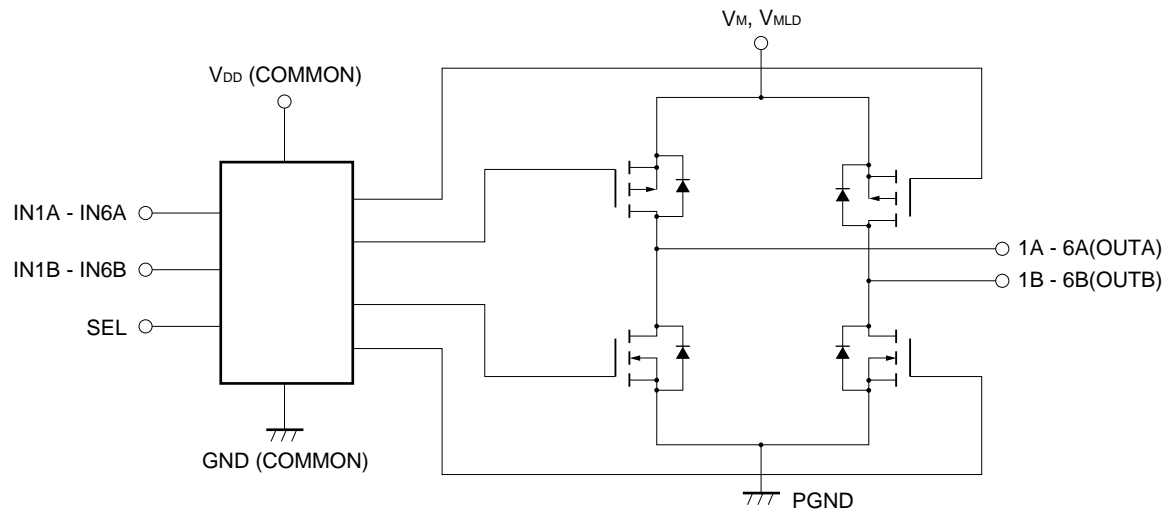 VM, VMLD
VDD (COMMON)
IN1A - IN6A
IN1B - IN6B
SEL
1A - 6A(OUTA)
1B - 6B(OUTB)
GND (COMMON)
PGND